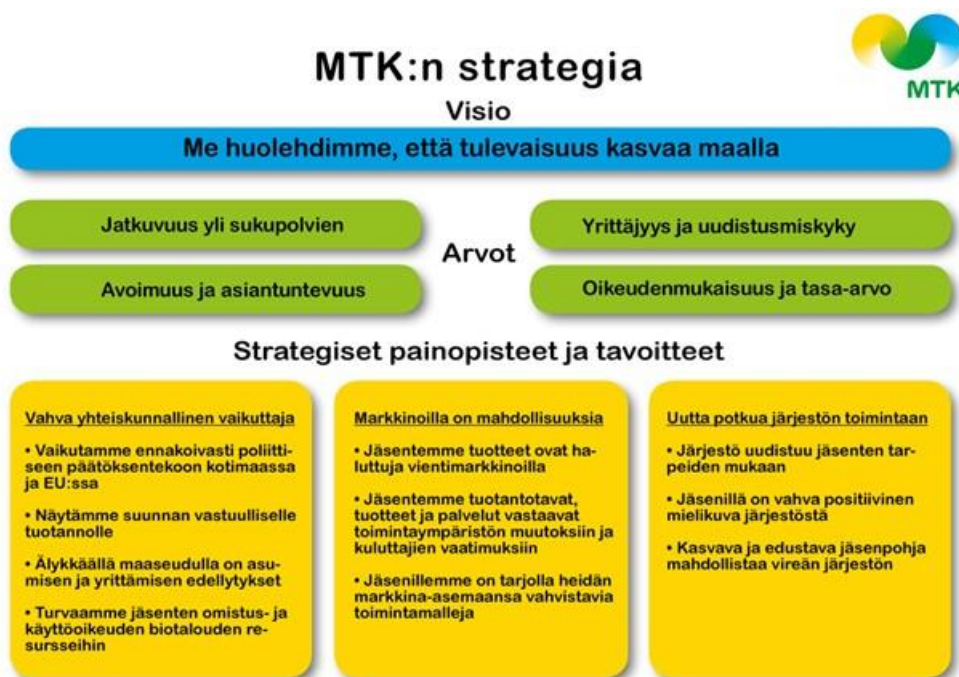 MTK:n strategia
MTK
Visio
Me huolehdimme, että tulevaisuus kasvaa maalla
Jatkuvuus yli sukupolvien
Yrittäjyys ja uudistusmiskyky
Arvot
Avoimuus ja asiantuntevuus
Oikeudenmukaisuus ja tasa-arvo
Strategiset painopisteet ja tavoitteet
Vahva yhteiskunnallinen vaikuttaja
• Vaikutamme ennakoivasti poliitti-
seen päätöksentekoon kotimaassa
ja EU:ssa
• Näytämme suunnan vastuulliselle
tuotannolle
• Älykkäällä maaseudulla on asu-
misen ja yrittämisen edellytykset
• Turvaamme jäsenten omistus- ja
käyttöoikeuden biotalouden re-
sursseihin
Markkinoilla on mahdollisuuksia
• Jäsentemme tuotteet ovat ha-
luttuja vientimarkkinoilla
• Jäsentemme tuotantotavat,
tuotteet ja palvelut vastaavat
toimintaympäristön muutoksiin ja
kuluttajien vaatimuksiin
• Jäsenillemme on tarjolla heidän
markkina-asemaansa vahvistavia
toimintamalleja
Uutta potkua järjestön toimintaan
• Järjestö uudistuu jäsenten tar-
peiden mukaan
• Jäsenillä on vahva positiivinen
mielikuva järjestöstä
• Kasvava ja edustava jäsenpohja
mahdollistaa vireän järjestön